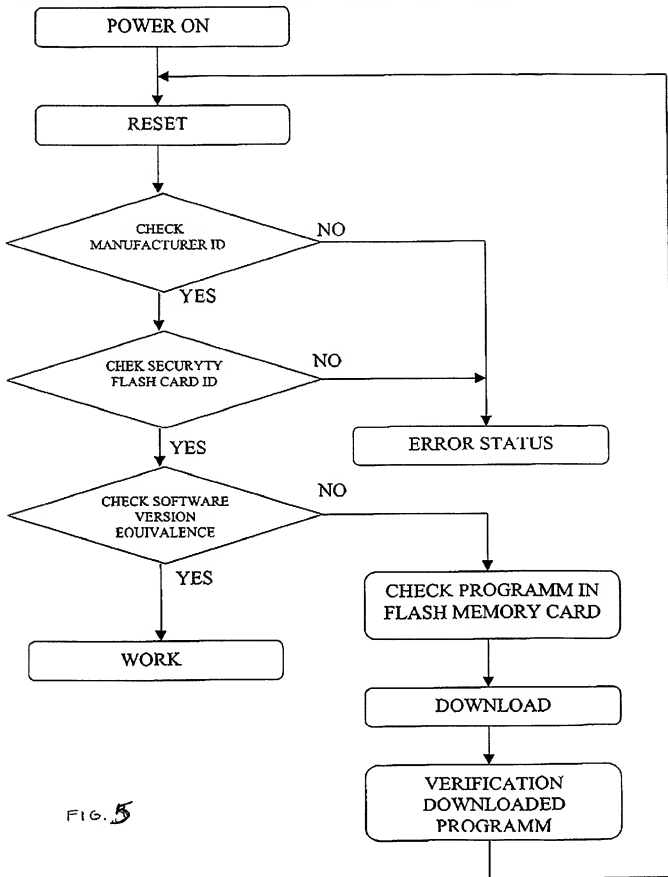 POWER ON
RESET
CHECK
MANUFACTURER ID
NO
YES
CHEK SECURYTY
FLASH CARD ID
NO
ERROR STATUS
YES
CHECK SOFTWARE
VERSION
EQUIVALENCE
NO
YES
CHECK PROGRAMM IN
FLASH MEMORY CARD
WORK
DOWNLOAD
VERIFICATION
DOWNLOADED
PROGRAMM
FIG. 5